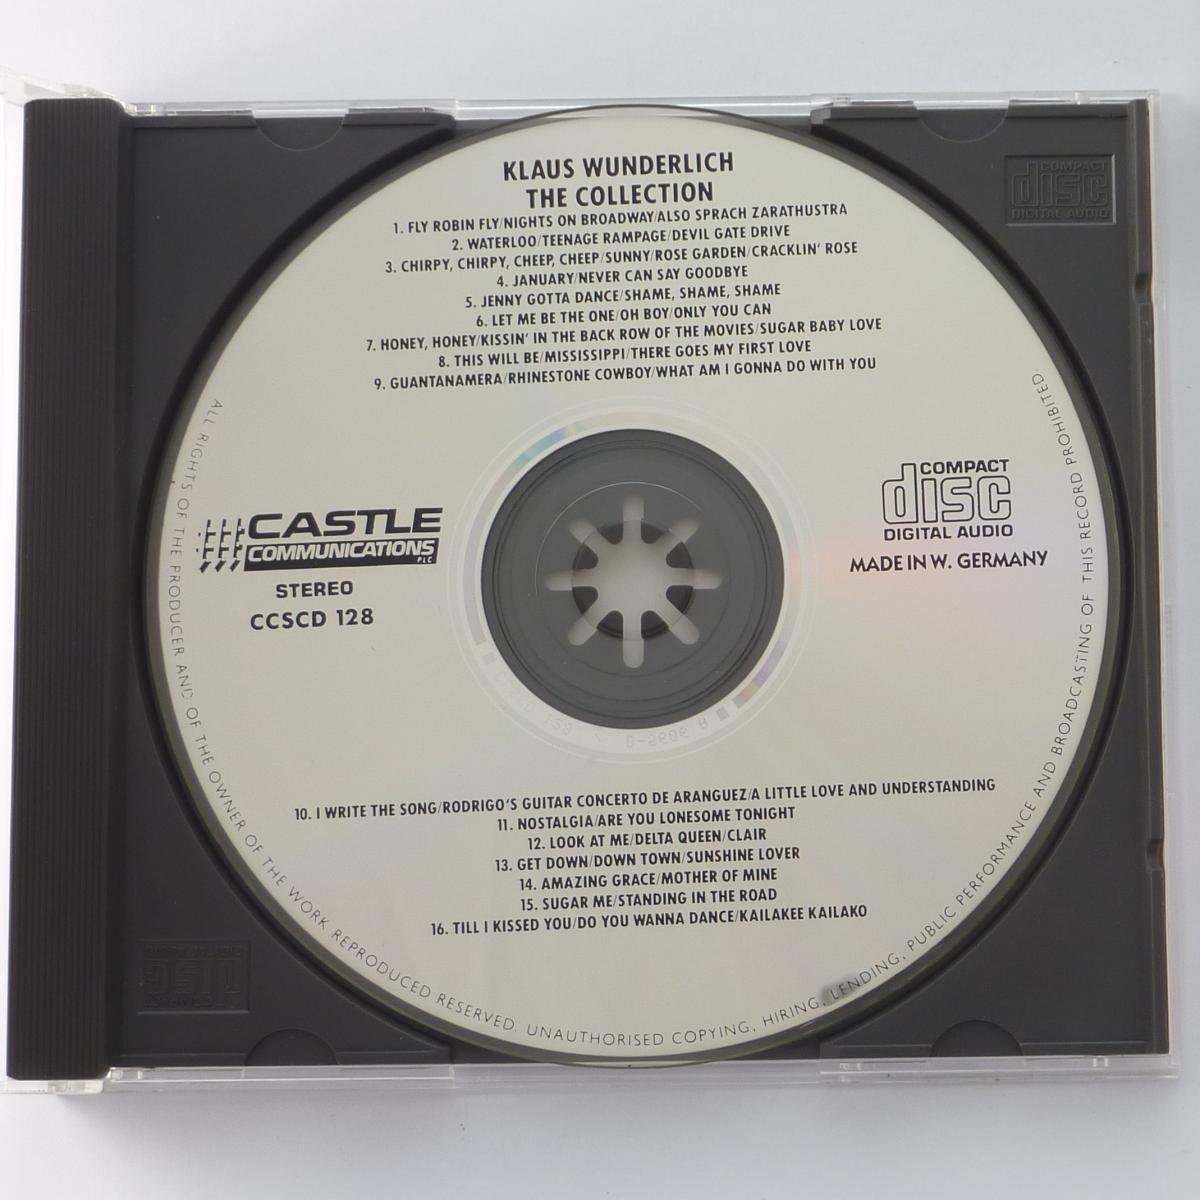 KLAUS WUNDERLICH
THE COLLECTION
1. FLY ROBIN FLY/NIGHTS ON BROADWAY/ALSO SPRACH ZARATHUSTRA
2. WATERLOO/TEENAGE RAMPAGE/DEVIL GATE DRIVE
3. CHIRPY, CHIRPY, CHEEP, CHEEP/SUNNY/ROSE GARDEN/CRACKLIN' ROSE
4. JANUARY/NEVER CAN SAY GOODBYE
5. JENNY GOTTA DANCE/SHAME, SHAME, SHAME
6. LET ME BE THE ONE/OH BOY/ONLY YOU CAN
7. HONEY, HONEY/KISSIN' IN THE BACK ROW OF THE MOVIES/SUGAR BABY LOVE
8. THIS WILL BE/MISSISSIPPI/THERE GOES MY FIRST LOVE
9. GUANTANAMERA/RHINESTONE COWBOY/WHAT AM I GONNA DO WITH YOU
CASTLE
COMMUNICATIONS
PLC
STEREO
CCSCD 128
COMPACT
disc
DIGITAL AUDIO
MADE IN W. GERMANY
10. I WRITE THE SONG/RODRIGO'S GUITAR CONCERTO DE ARANGUEZ/A LITTLE LOVE AND UNDERSTANDING
11. NOSTALGIA/ARE YOU LONESOME TONIGHT
12. LOOK AT ME/DELTA QUEEN/CLAIR
13. GET DOWN/DOWN TOWN/SUNSHINE LOVER
14. AMAZING GRACE/MOTHER OF MINE
15. SUGAR ME/STANDING IN THE ROAD
16. TILL I KISSED YOU/DO YOU WANNA DANCE/KAILAKEE KAILAKO
ALL RIGHTS OF THE PRODUCER AND OF THE OWNER OF THE WORK REPRODUCED RESERVED. UNAUTHORISED COPYING, HIRING, LENDING, PUBLIC PERFORMANCE AND BROADCASTING OF THIS RECORD PROHIBITED.
COMPACT
disc
DIGITAL AUDIO